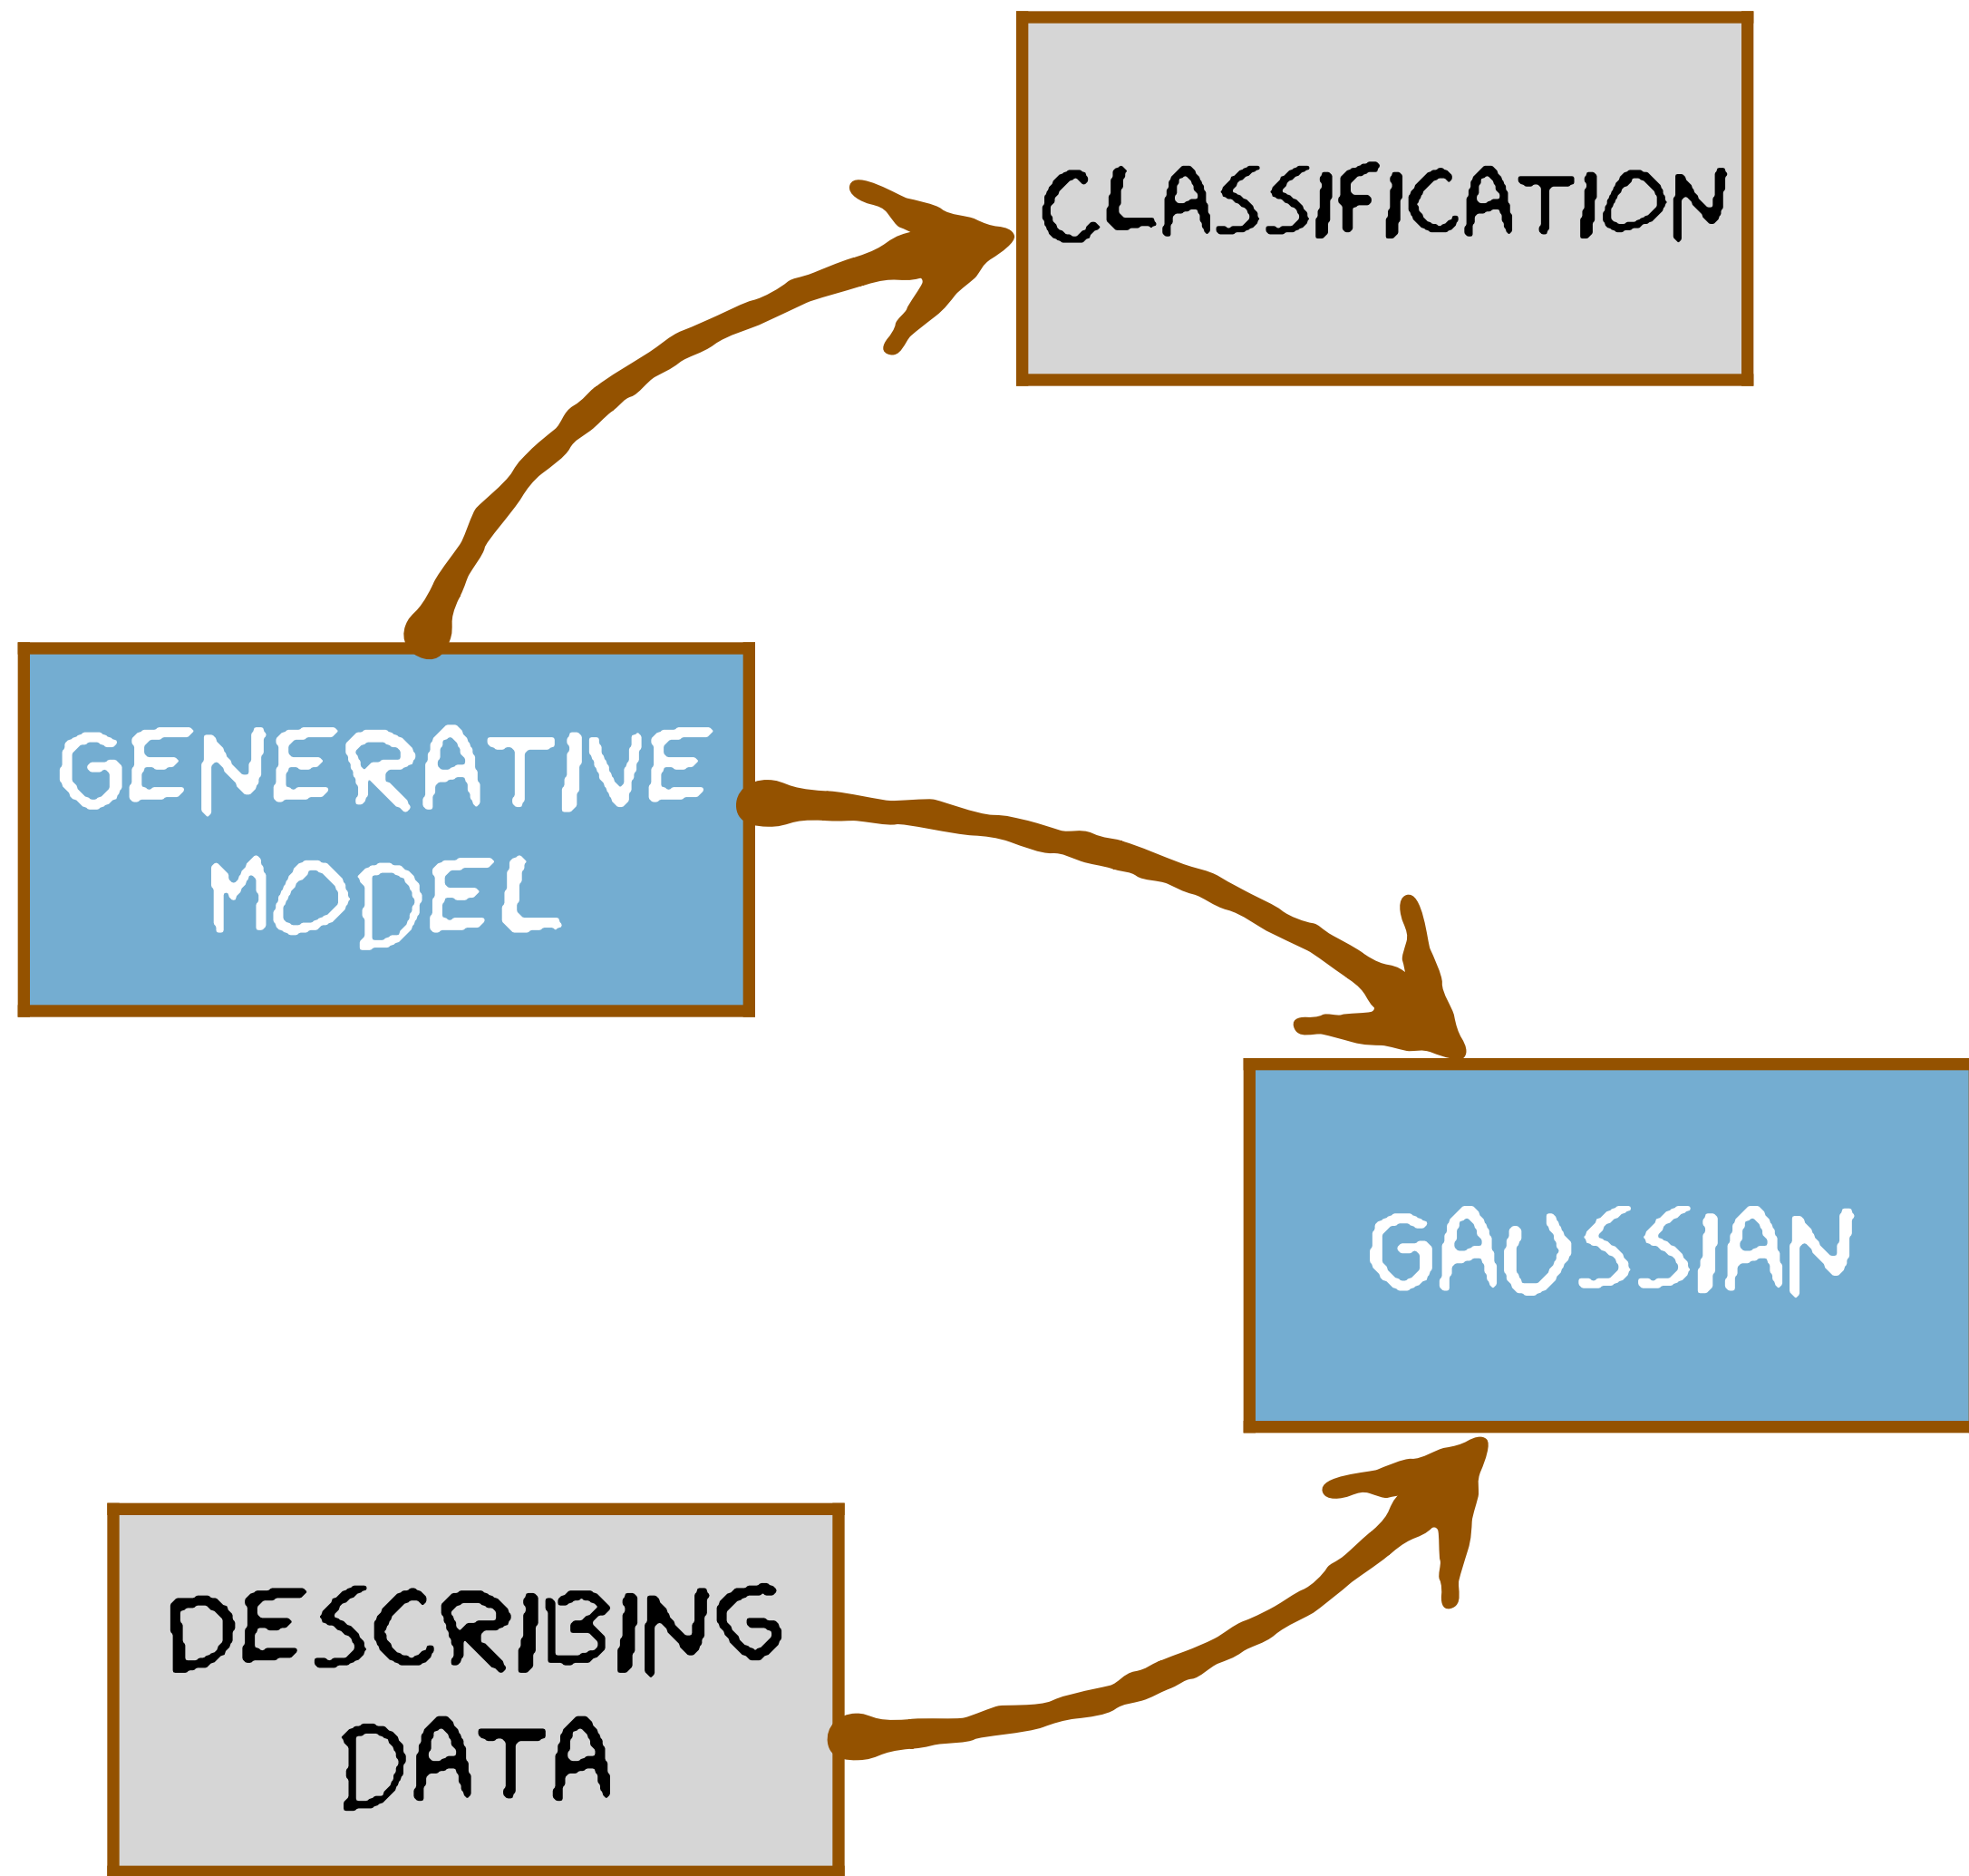 CLASSIFICATION
GENERATIVE
MODEL
GAUSSIAN
DESCRIBING
DATA